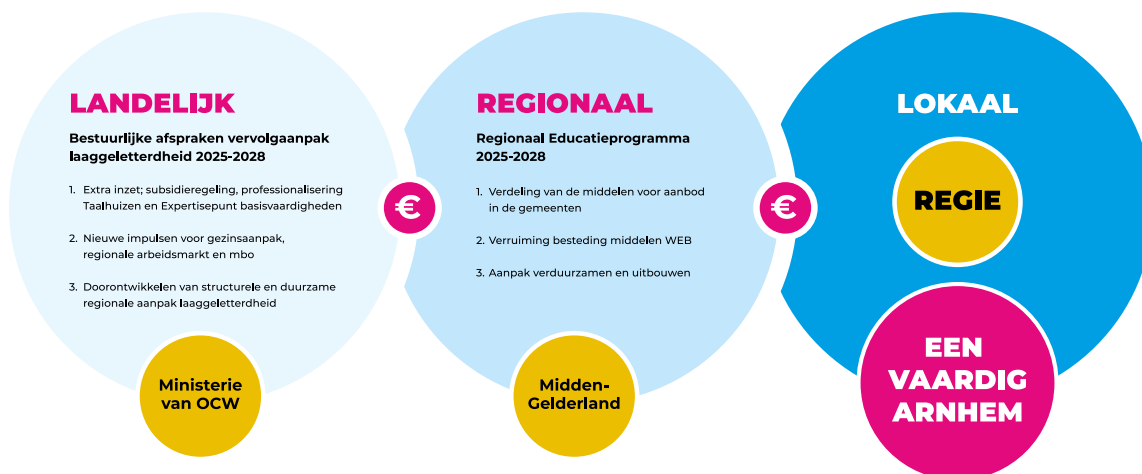 LANDELIJK
Bestuurlijke afspraken vervolgaanpak
laaggeletterdheid 2025-2028
1. Extra inzet; subsidieregeling, professionalisering
Taalhuizen en Expertisepunt basisvaardigheden
2. Nieuwe impulsen voor gezinsaanpak,
regionale arbeidsmarkt en mbo
3. Doorontwikkelen van structurele en duurzame
regionale aanpak laaggeletterdheid
Ministerie
van OCW
€
REGIONAAL
Regionaal Educatieprogramma
2025-2028
1. Verdeling van de middelen voor aanbod
in de gemeenten
2. Verruiming besteding middelen WEB
3. Aanpak verduurzamen en uitbouwen
Midden-
Gelderland
€
LOKAAL
REGIE
EEN
VAARDIG
ARNHEM